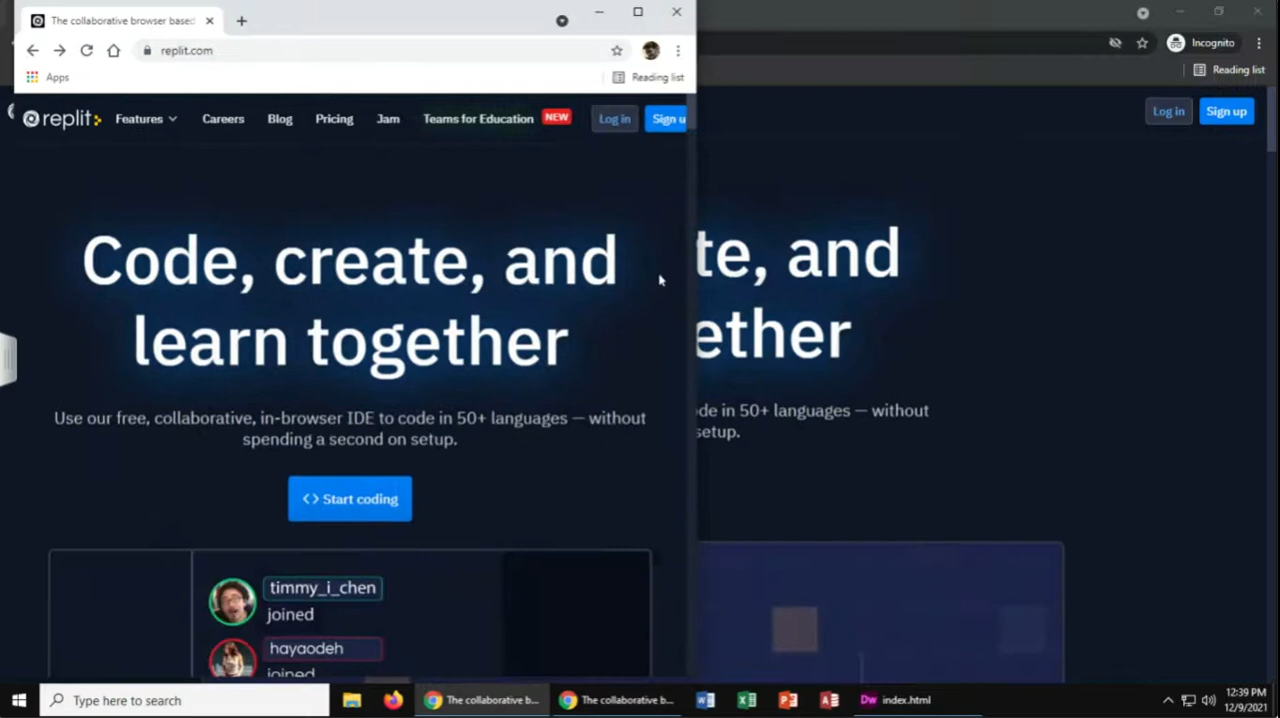 The collaborative browser based
replit.com
Incognito
Apps
Reading list
Reading list
replit
Features
Careers
Blog
Pricing
Jam
Teams for Education
NEW
Log in
Sign u
Log in
Sign up
Code, create, and
learn together
te, and
ether
Use our free, collaborative, in-browser IDE to code in 50+ languages — without
spending a second on setup.
de in 50+ languages — without
setup.
<> Start coding
timmy_i_chen
joined
hayaodeh
joined
Type here to search
The collaborative b...
The collaborative b...
Dw index.html
12:39 PM
12/9/2021